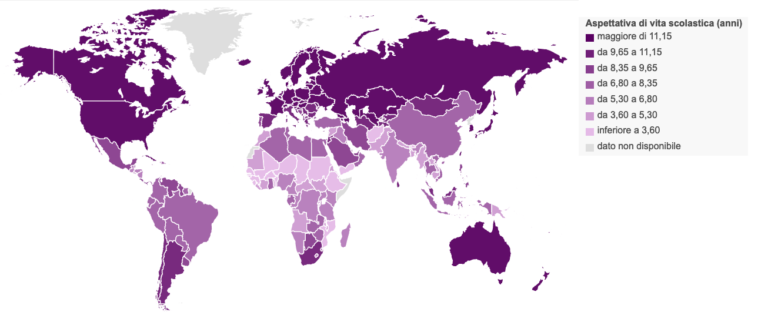 Aspettativa di vita scolastica (anni)
maggiore di 11,15
da 9,65 a 11,15
da 8,35 a 9,65
da 6,80 a 8,35
da 5,30 a 6,80
da 3,60 a 5,30
inferiore a 3,60
dato non disponibile